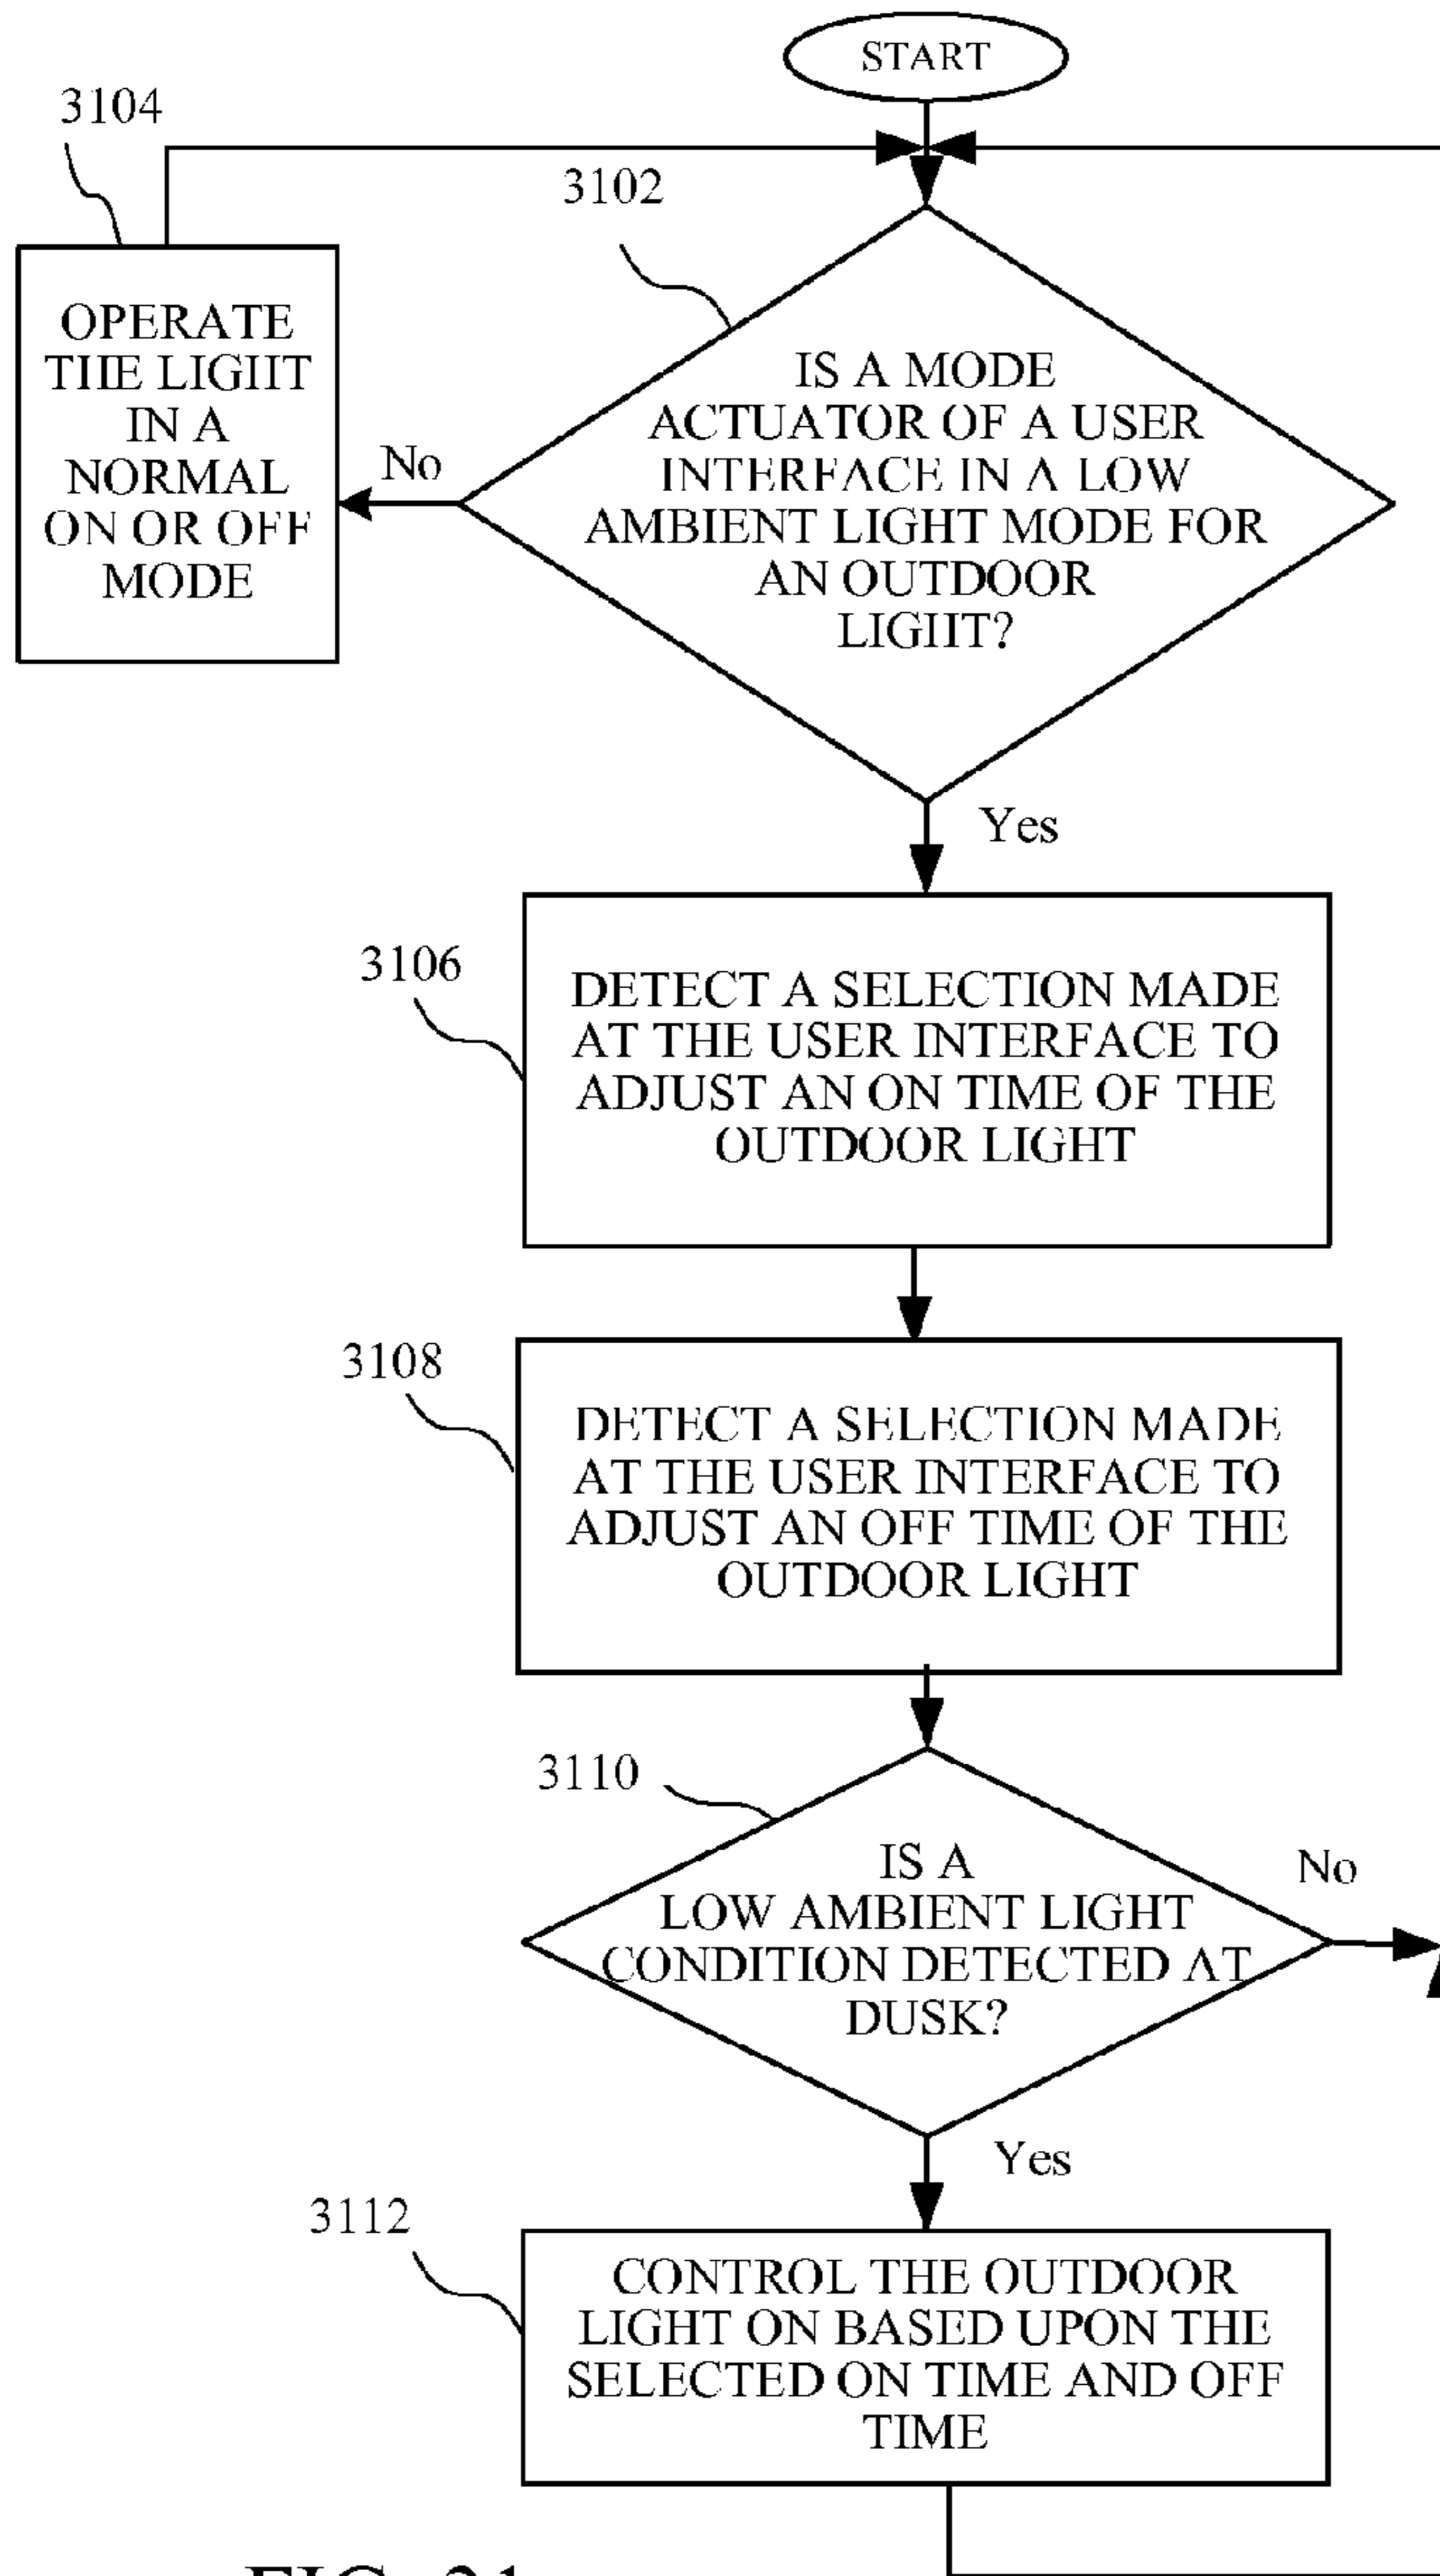 START
3104
3102
OPERATE
THE LIGHT
IN A
NORMAL
ON OR OFF
MODE
No
IS A MODE
ACTUATOR OF A USER
INTERFACE IN A LOW
AMBIENT LIGHT MODE FOR
AN OUTDOOR
LIGHT?
Yes
3106
DETECT A SELECTION MADE
AT THE USER INTERFACE TO
ADJUST AN ON TIME OF THE
OUTDOOR LIGHT
3108
DETECT A SELECTION MADE
AT THE USER INTERFACE TO
ADJUST AN OFF TIME OF THE
OUTDOOR LIGHT
3110
IS A
LOW AMBIENT LIGHT
CONDITION DETECTED AT
DUSK?
No
Yes
3112
CONTROL THE OUTDOOR
LIGHT ON BASED UPON THE
SELECTED ON TIME AND OFF
TIME
FIG.